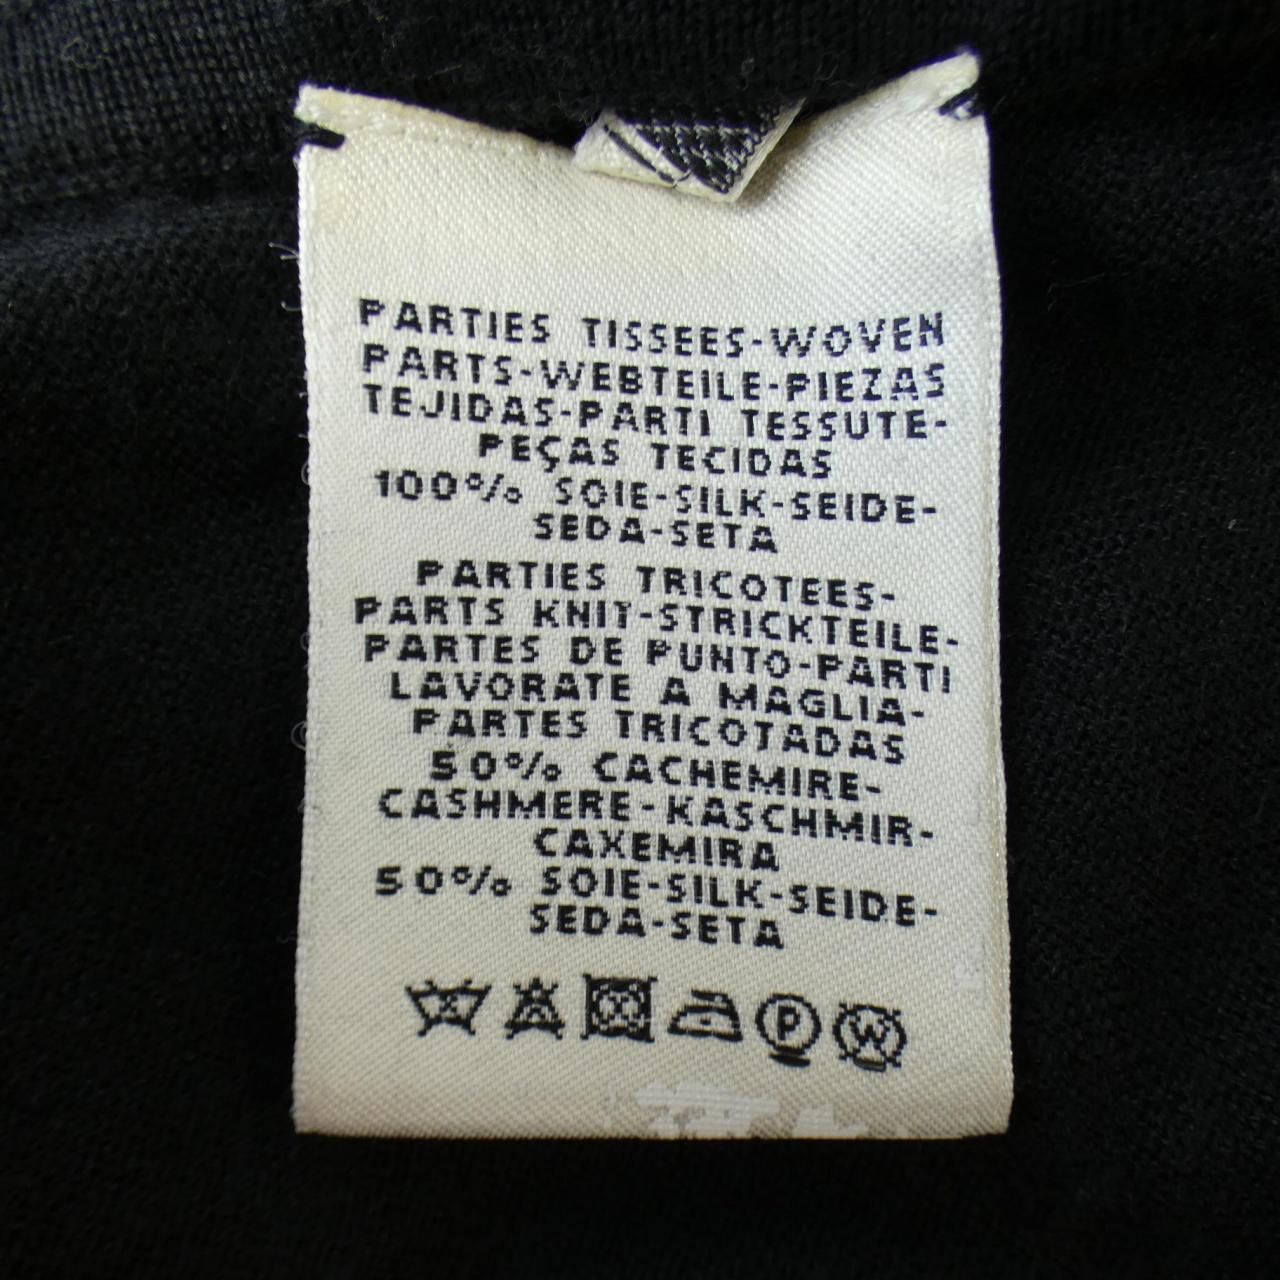 PARTIES TISSEES-WOVEN
PARTS-WEBTEILE-PIEZAS
TEJIDAS-PARTI TESSUTE-
PEÇAS TECIDAS
100% SOIE-SILK-SEIDE-
SEDA-SETA
PARTIES TRICOTEES-
PARTS KNIT-STRICKTEILE-
PARTES DE PUNTO-PARTI
LAVORATE A MAGLIA-
PARTES TRICOTADAS
50% CACHEMIRE-
CASHMERE-KASCHMIR-
CAXEMIRA
50% SOIE-SILK-SEIDE-
SEDA-SETA
P W